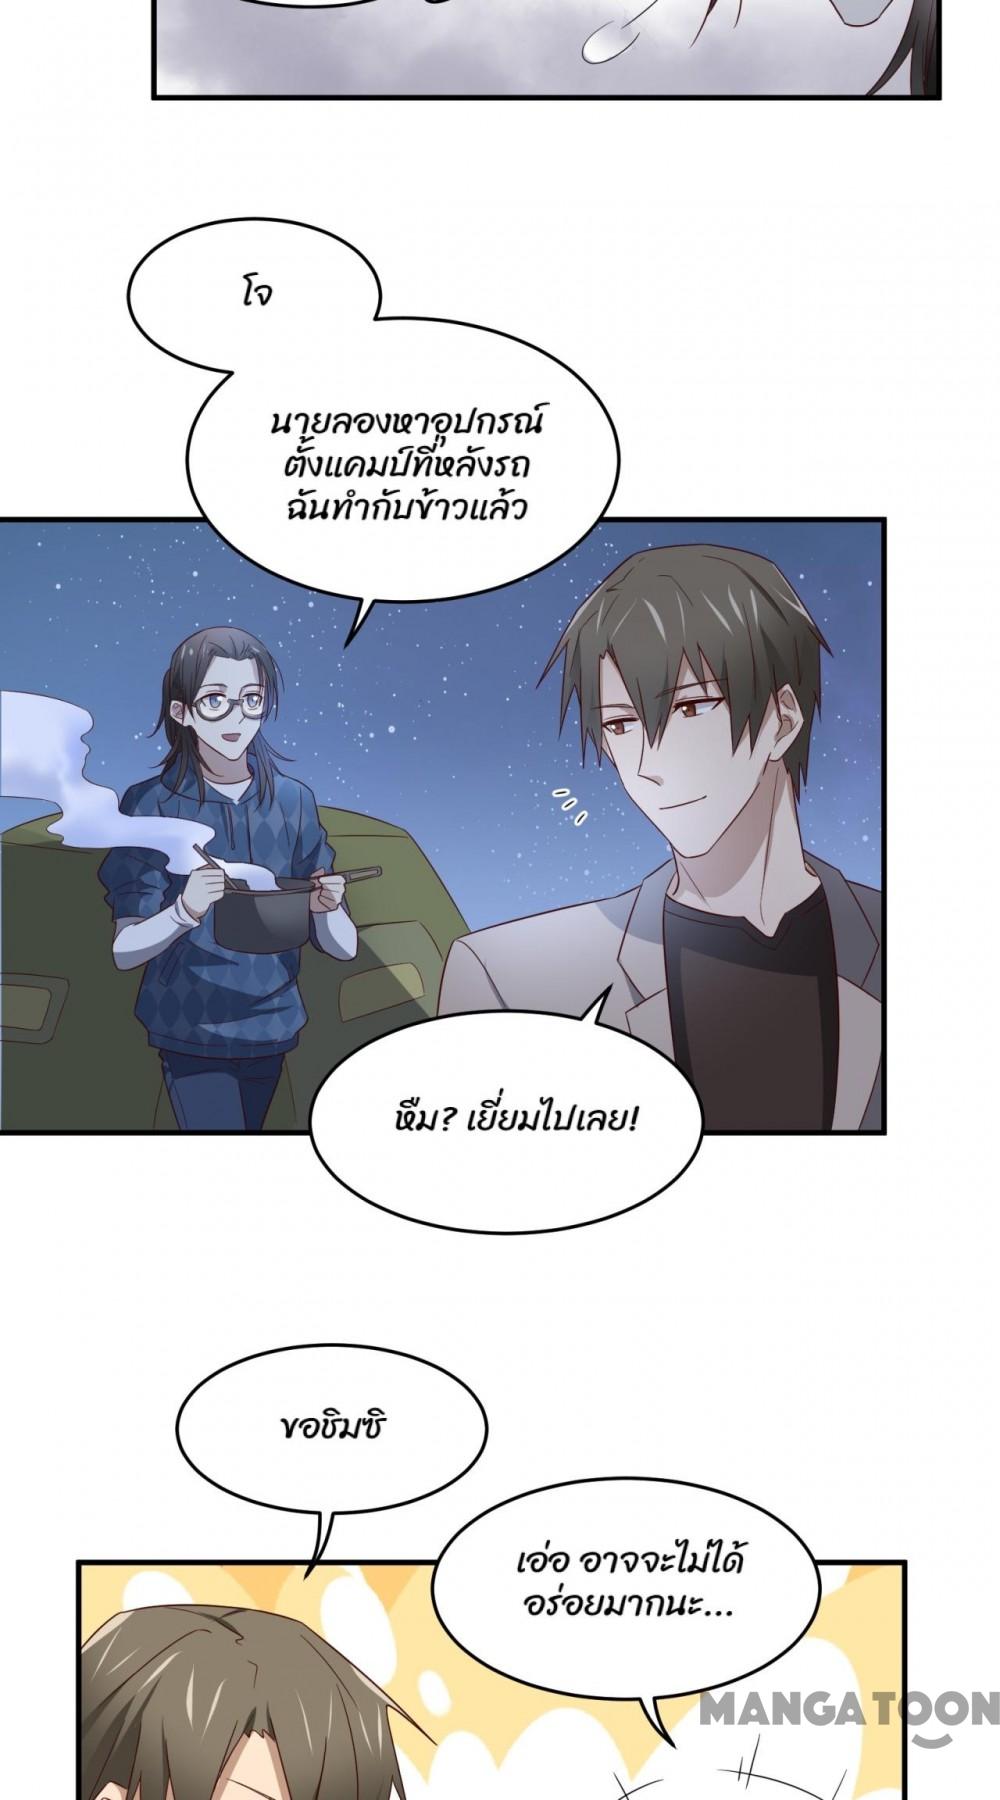 โจ
นายลองหาอุปกรณ์
ตั้งแคมป์ที่หลังรถ
ฉันทำกับข้าวแล้ว
หืม? เยี่ยมไปเลย!
ขอชิมซิ
เอ่อ อาจจะไม่ได้
อร่อยมากนะ...
MANGATOON